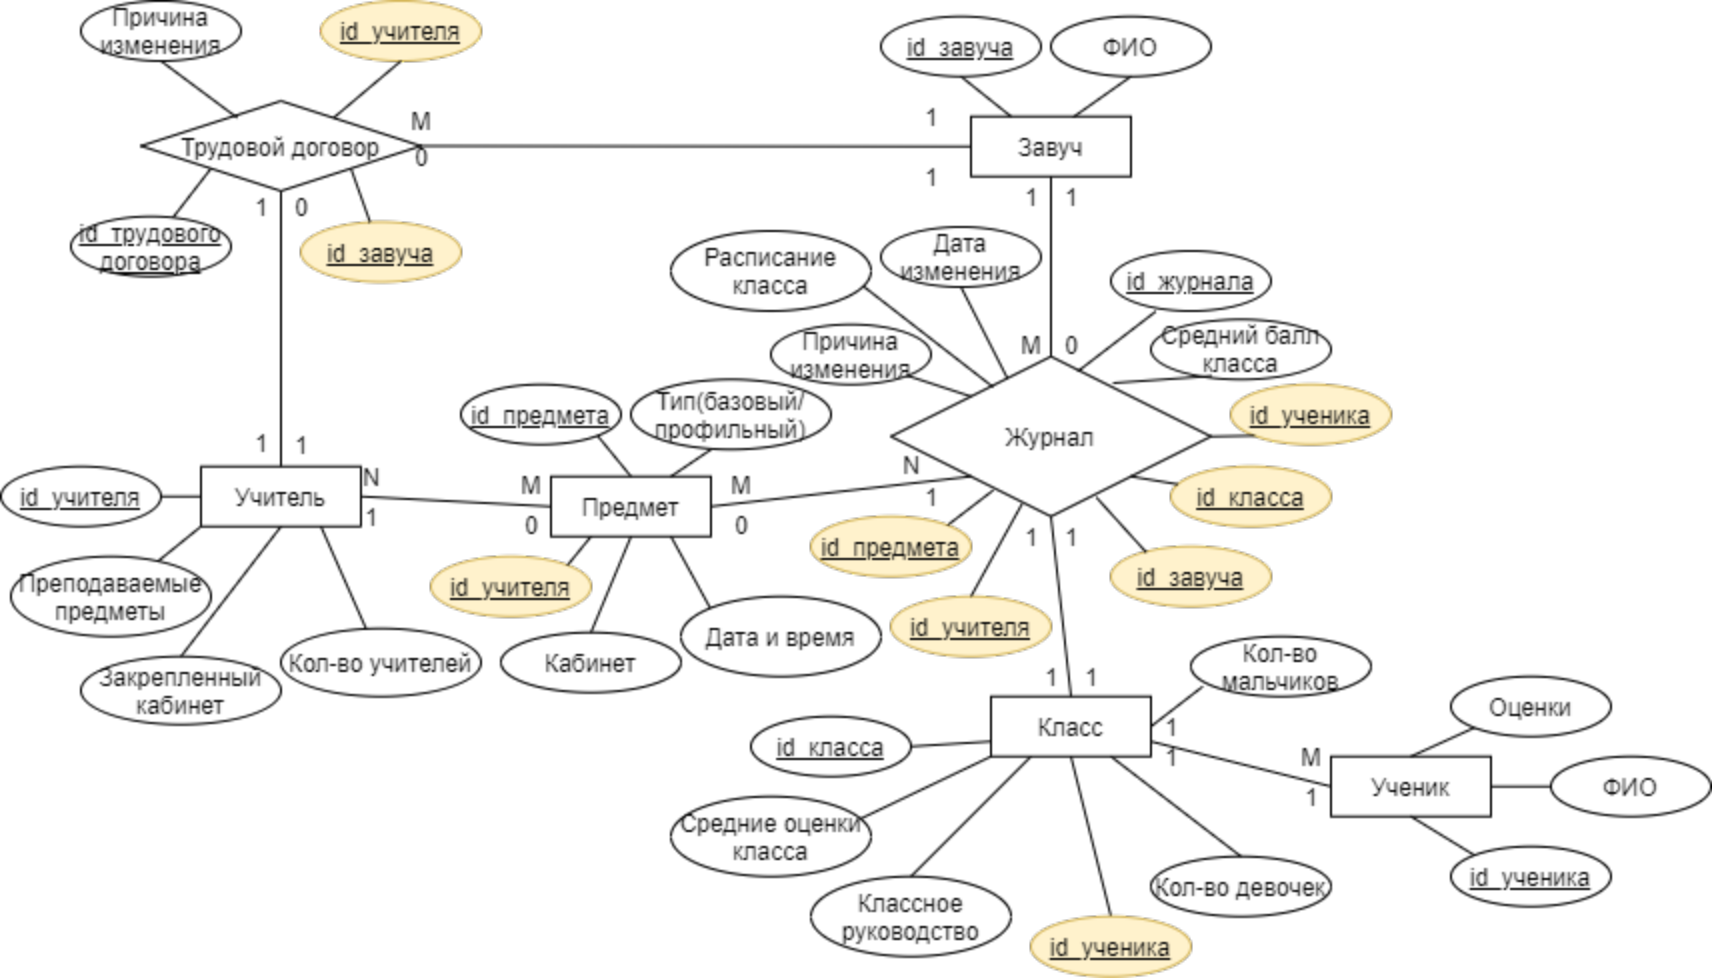 Причина
изменения
id_учителя
id_завуча
ФИО
Трудовой договор
М
0
1
Завуч
1
1
1
id_трудового
договора
1
0
id_завуча
Расписание
класса
Дата
изменения
id_журнала
Причина
изменения
М
0
Средний балл
класса
id_предмета
Тип(базовый/
профильный)
id_ученика
Журнал
1
1
id_учителя
Учитель
N
1
М
0
Предмет
М
0
N
1
id_класса
id_предмета
id_завуча
1
1
Преподаваемые
предметы
id_учителя
Кабинет
Дата и время
id_учителя
Закрепленный
кабинет
Кол-во учителей
1
1
Кол-во
мальчиков
id_класса
Класс
1
1
М
1
Ученик
Оценки
ФИО
id_ученика
Средние оценки
класса
Классное
руководство
id_ученика
Кол-во девочек